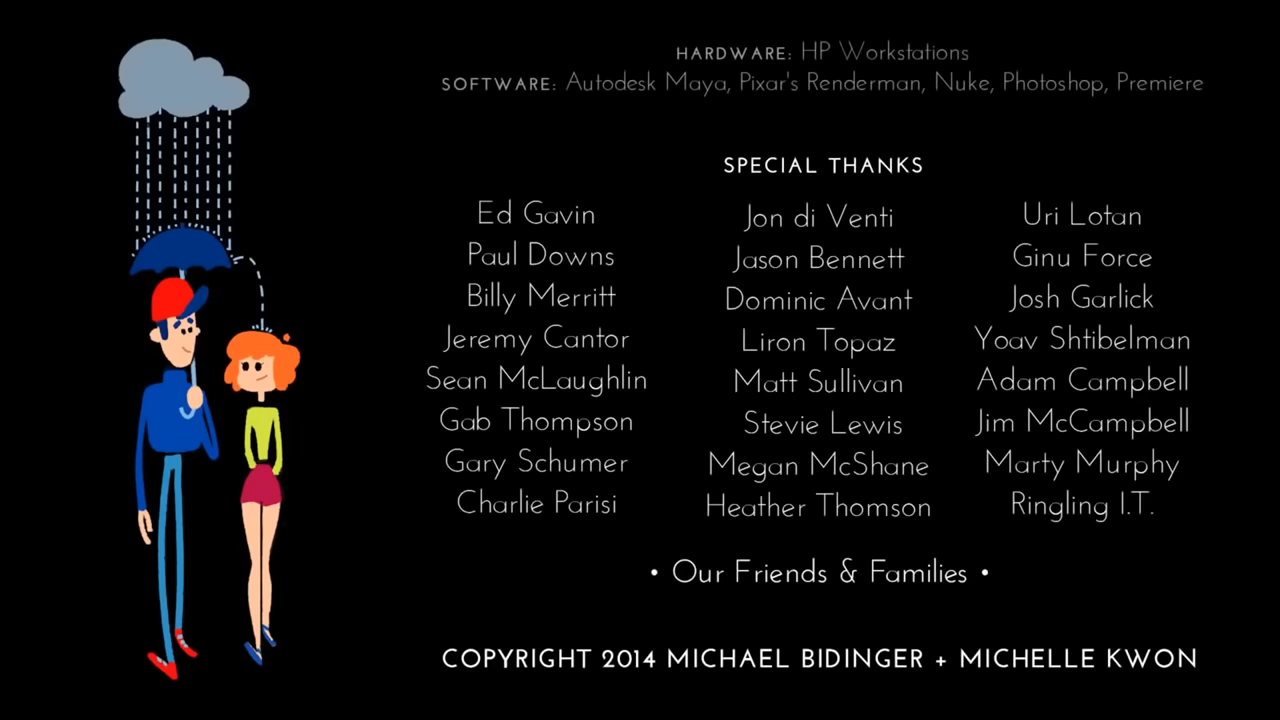 HARDWARE: HP Workstations
SOFTWARE: Autodesk Maya, Pixar's Renderman, Nuke, Photoshop, Premiere
SPECIAL THANKS
Ed Gavin
Paul Downs
Billy Merritt
Jeremy Cantor
Sean McLaughlin
Gab Thompson
Gary Schumer
Charlie Parisi
Jon di Venti
Jason Bennett
Dominic Avant
Liron Topaz
Matt Sullivan
Stevie Lewis
Megan McShane
Heather Thomson
Uri Lotan
Ginu Force
Josh Garlick
Yoav Shtibelman
Adam Campbell
Jim McCampbell
Marty Murphy
Ringling I.T.
• Our Friends & Families •
COPYRIGHT 2014 MICHAEL BIDINGER + MICHELLE KWON